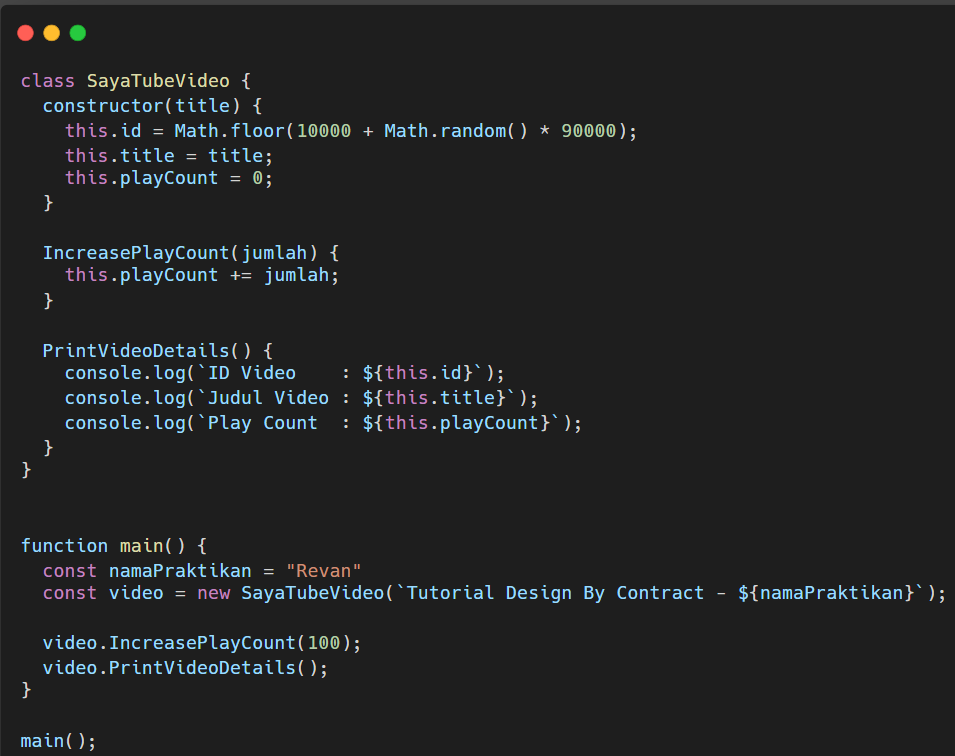 class SayaTubeVideo {
  constructor(title) {
    this.id = Math.floor(10000 + Math.random() * 90000);
    this.title = title;
    this.playCount = 0;
  }

  IncreasePlayCount(jumlah) {
    this.playCount += jumlah;
  }

  PrintVideoDetails() {
    console.log(`ID Video    : ${this.id}`);
    console.log(`Judul Video : ${this.title}`);
    console.log(`Play Count  : ${this.playCount}`);
  }
}

function main() {
  const namaPraktikan = "Revan"
  const video = new SayaTubeVideo(`Tutorial Design By Contract – ${namaPraktikan}`);

  video.IncreasePlayCount(100);
  video.PrintVideoDetails();
}

main();